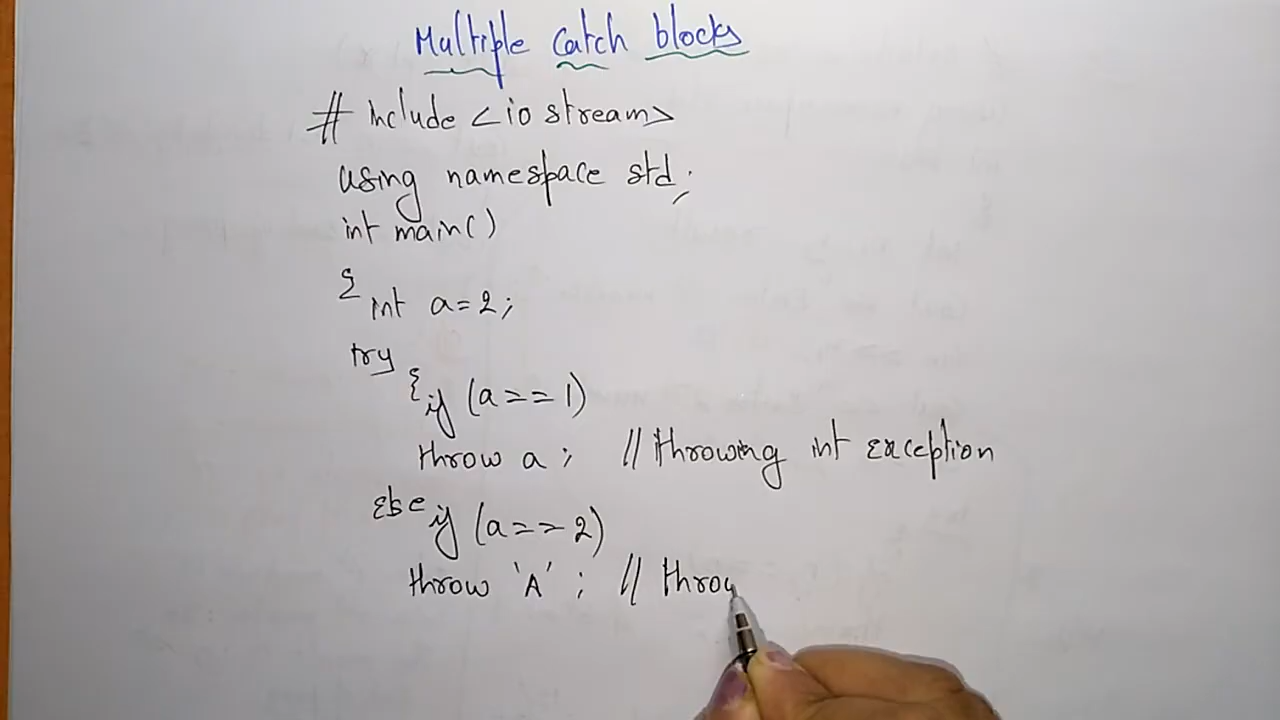 Multiple Catch blocks
# Include <iostream>
using namespace std;
int main()
{
int a=2;
try
{ if (a==1)
throw a; // throwing int exception
Else if (a==2)
throw 'A'; // throw